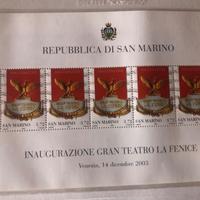 REPUBBLICA DI SAN MARINO
SAN MARINO SAN MARINO SAN MARINO SAN MARINO SAN MARINO
INAUGURAZIONE GRAN TEATRO LA FENICE
Venezia, 14 dicembre 2003